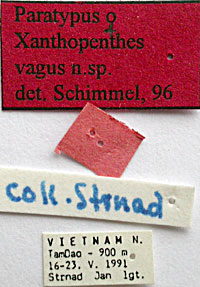 Paratypus ♀
Xanthopenthes
vagus n.sp.
det. Schimmel, 96
coll. Strnad
VIETNAM N.
TamDao - 900 m
16-23. V. 1991
Strnad Jan lgt.